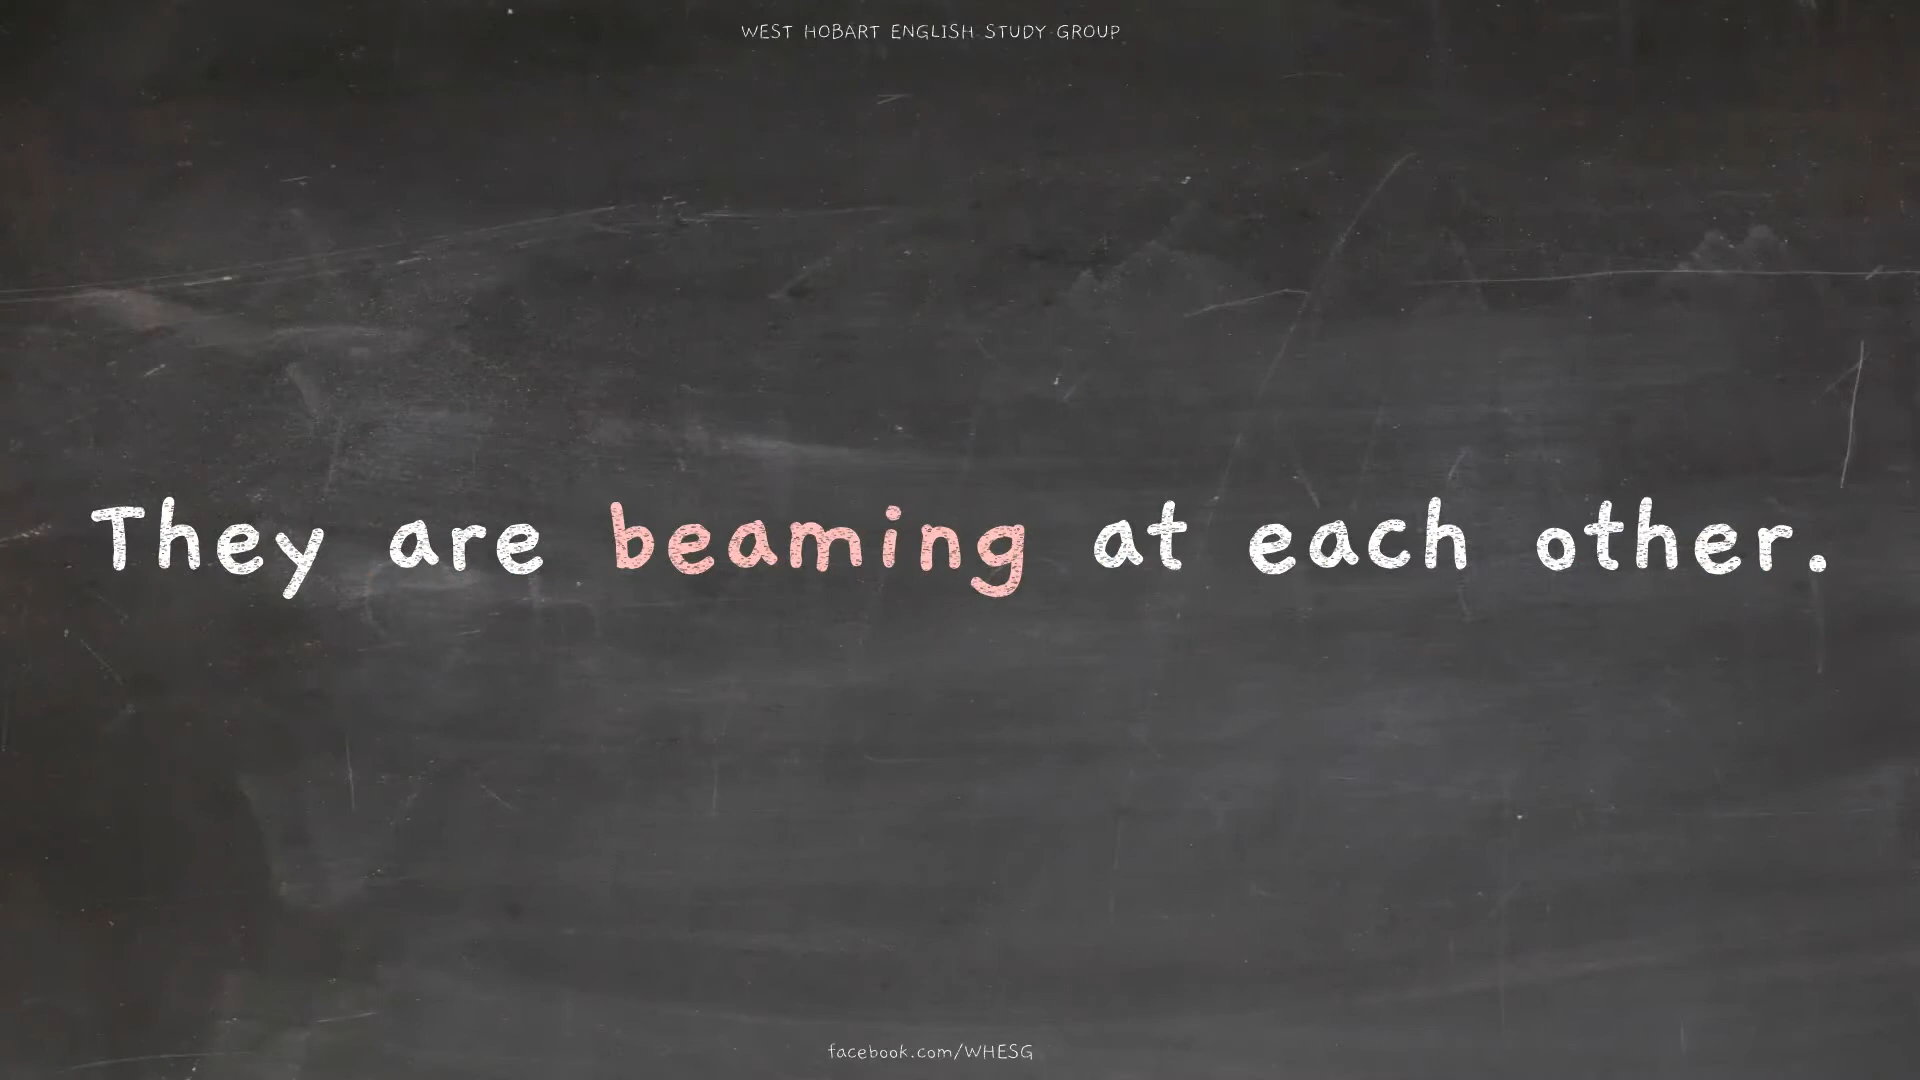 WEST HOBART ENGLISH STUDY GROUP
They are beaming at each other.
facebook.com/WHESG